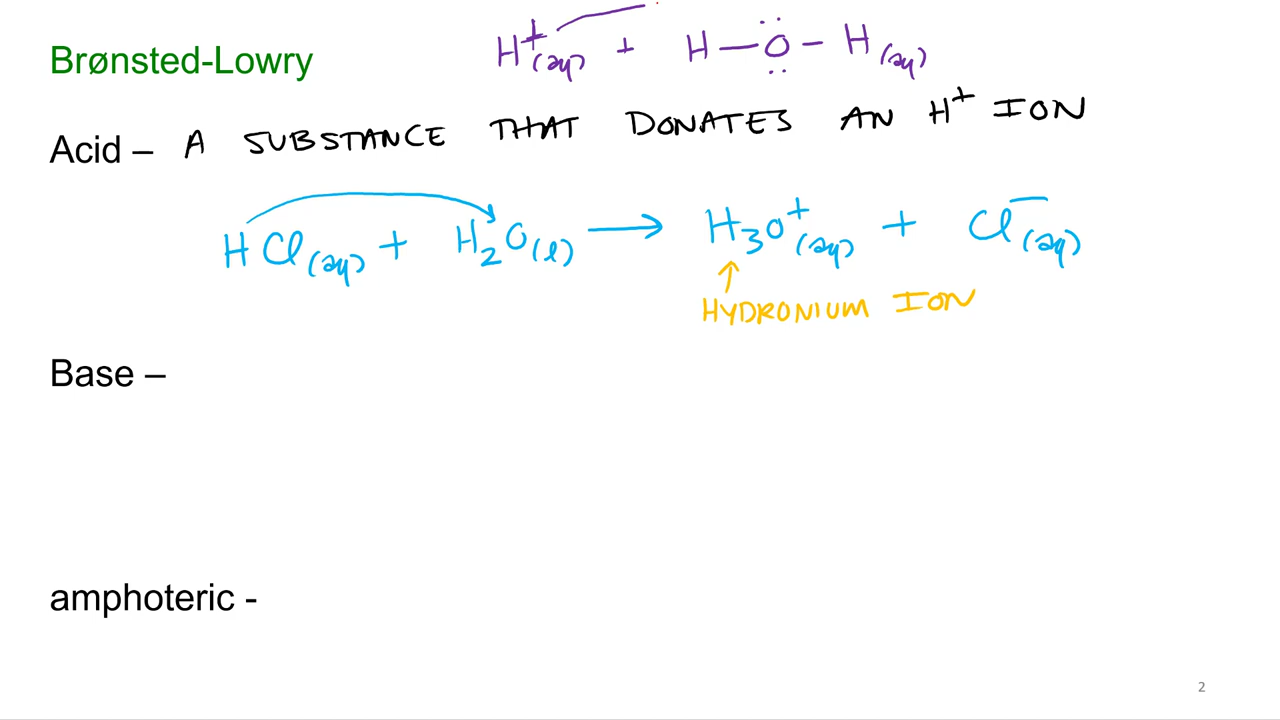 H⁺(aq) + H—O—H(aq)
Brønsted-Lowry
Acid – A SUBSTANCE THAT DONATES AN H⁺ ION
HCl(aq) + H₂O(l) → H₃O⁺(aq) + Cl⁻(aq)
HYDRONIUM ION
Base –
amphoteric -
2